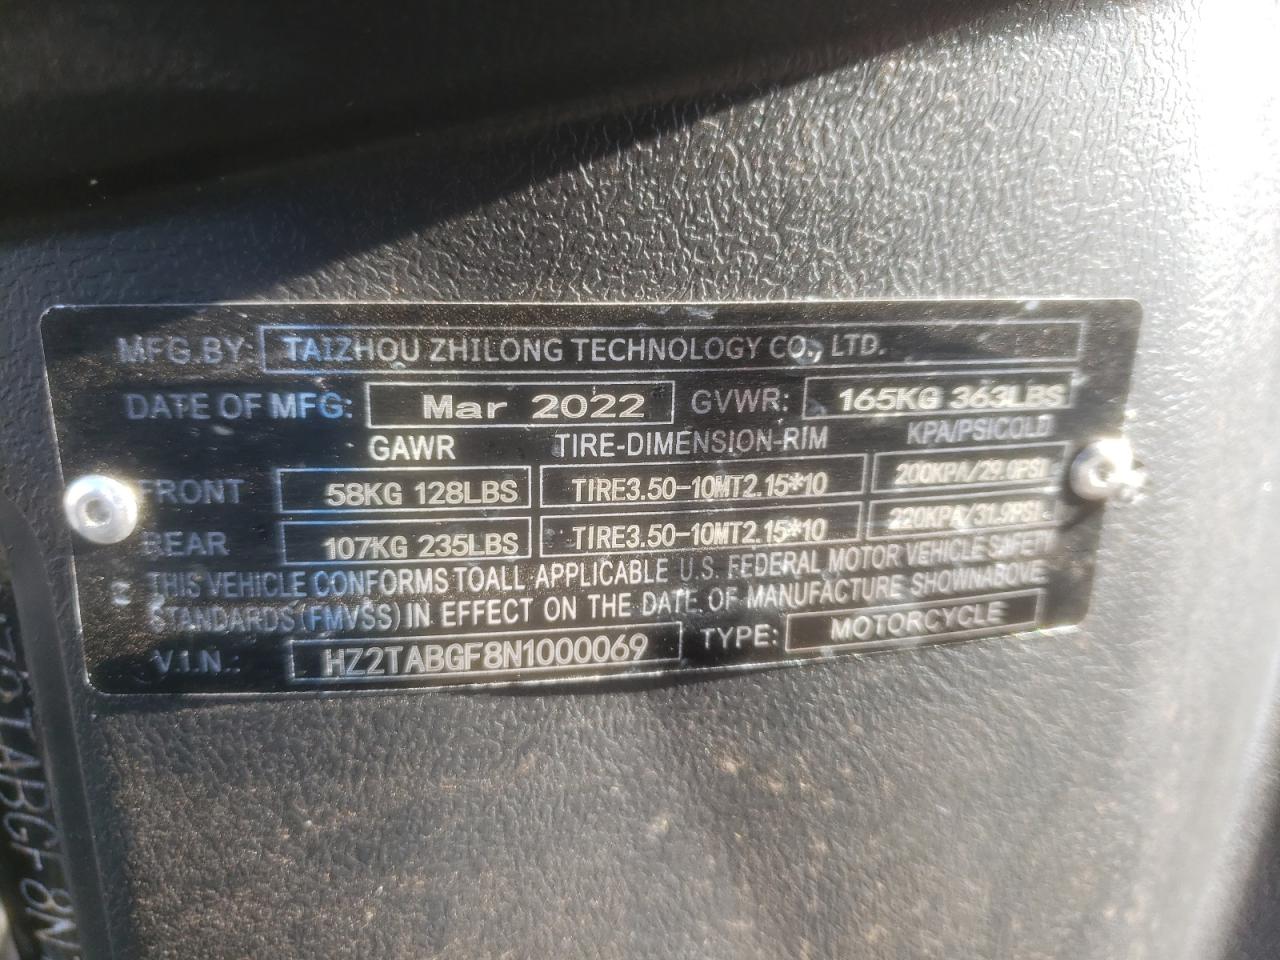 MFG.BY: TAIZHOU ZHILONG TECHNOLOGY CO., LTD.
DATE OF MFG: Mar 2022 GVWR: 165KG 363LBS
GAWR TIRE-DIMENSION-RIM KPA/PSICOLD
FRONT 58KG 128LBS TIRE3.50-10MT2.15*10 200KPA/29.0PSI
REAR 107KG 235LBS TIRE3.50-10MT2.15*10 220KPA/31.9PSI
THIS VEHICLE CONFORMS TOALL APPLICABLE U.S. FEDERAL MOTOR VEHICLE SAFETY
STANDARDS(FMVSS)IN EFFECT ON THE DATE OF MANUFACTURE SHOWNABOVE
V.I.N.: HZ2TABGF8N1000069 TYPE: MOTORCYCLE